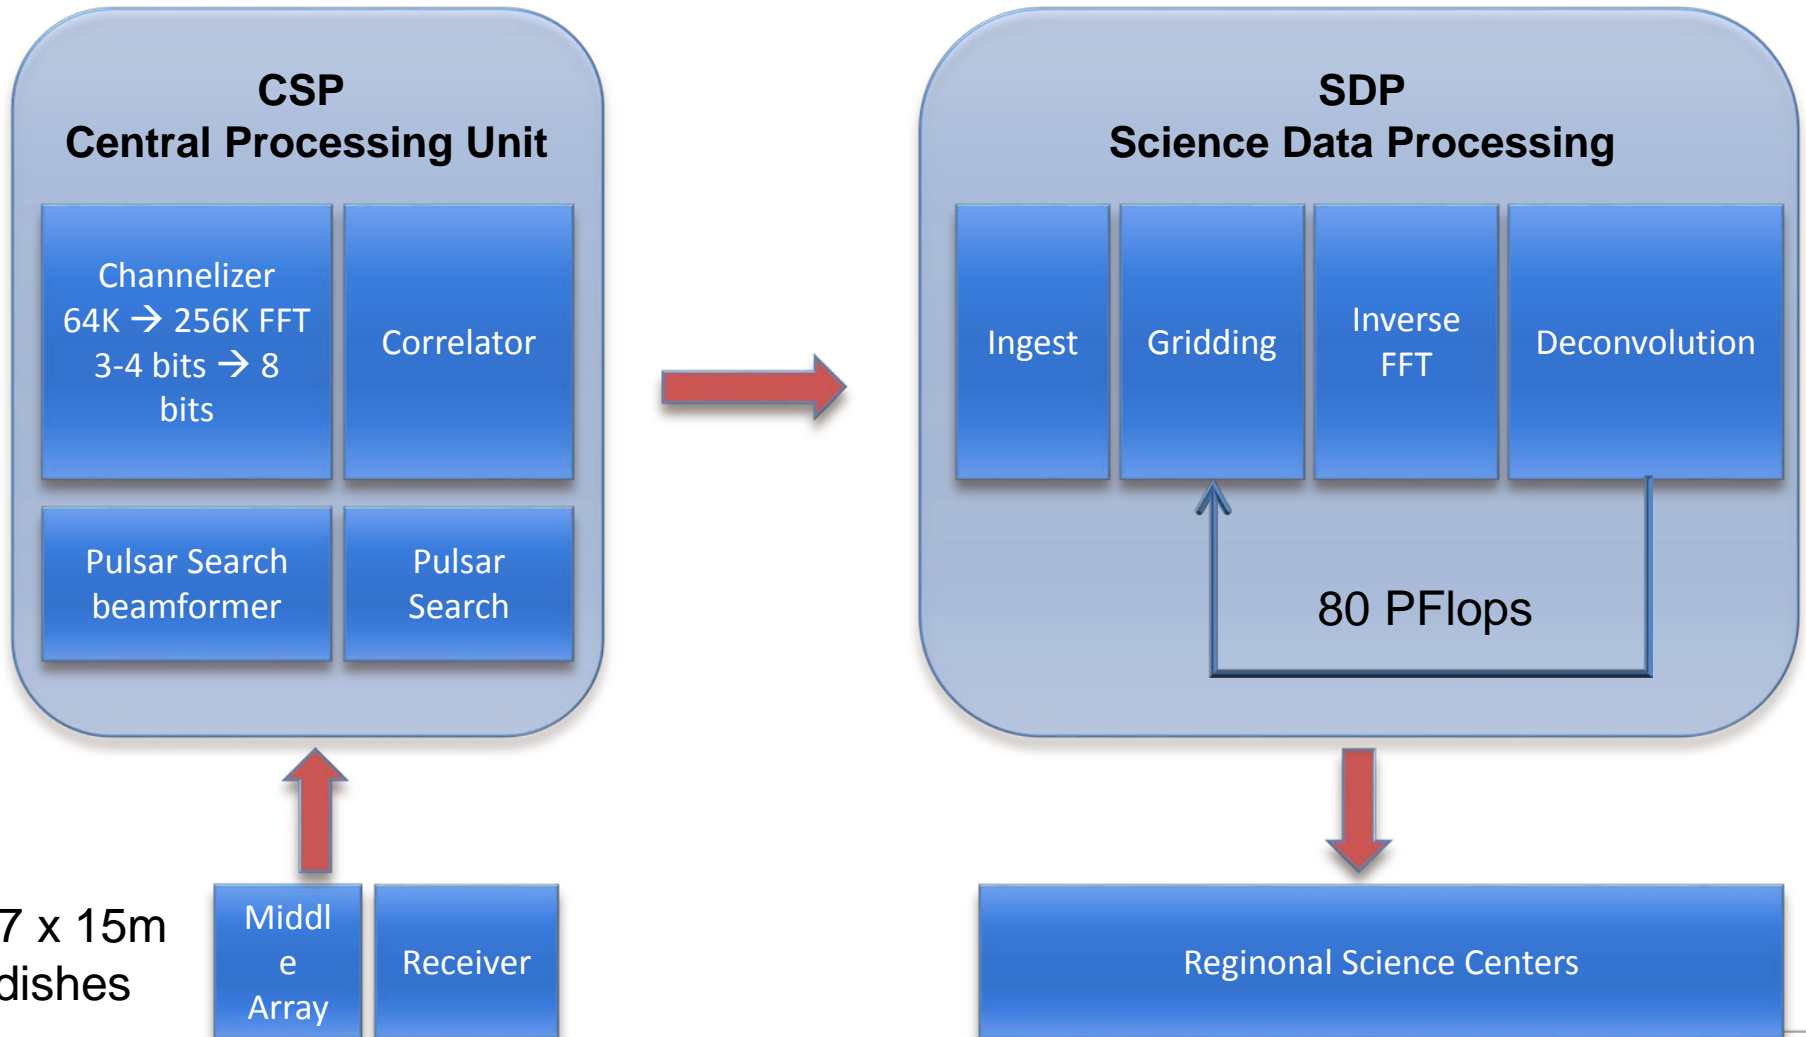 CSP
Central Processing Unit
Channelizer
64K → 256K FFT
3-4 bits → 8
bits
Correlator
Pulsar Search
beamformer
Pulsar
Search
SDP
Science Data Processing
Ingest
Gridding
Inverse
FFT
Deconvolution
80 PFlops
7 x 15m
dishes
Middl
e
Array
Receiver
Reginonal Science Centers